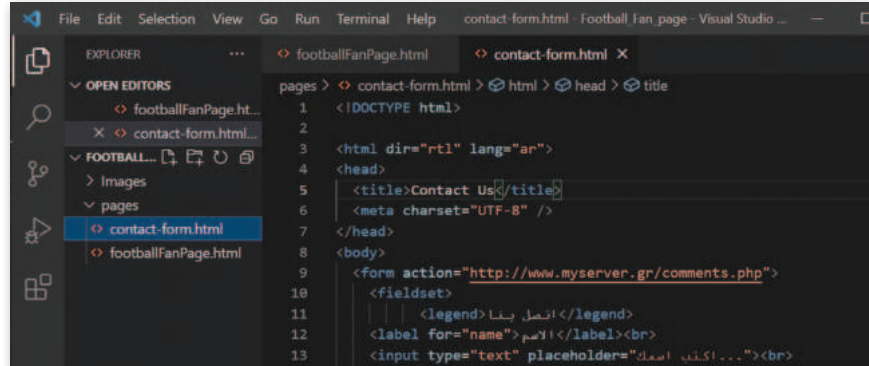 File Edit Selection View Go Run Terminal Help contact-form.html - Football_Fan_page - Visual Studio ...
EXPLORER ...
OPEN EDITORS
footballFanPage.ht...
contact-form.html...
FOOTBALL...
Images
pages
contact-form.html
footballFanPage.html
footballFanPage.html contact-form.html
pages > contact-form.html > html > head > title
1 <!DOCTYPE html>
2
3 <html dir="rtl" lang="ar">
4 <head>
5 <title>Contact Us</title>
6 <meta charset="UTF-8" />
7 </head>
8 <body>
9 <form action="http://www.myserver.gr/comments.php">
10 <fieldset>
11 <legend>اتصل بنا</legend>
12 <label for="name">الاسم</label><br>
13 <input type="text" placeholder="اكتب اسمك..."><br>